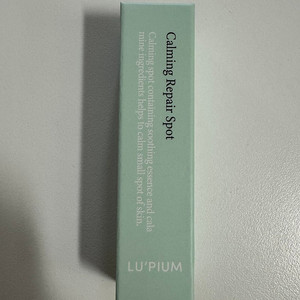 Calming Repair Spot
Calming spot containing soothing essence and cala
mine ingredients helps to calm small spot of skin.
LU'PIUM